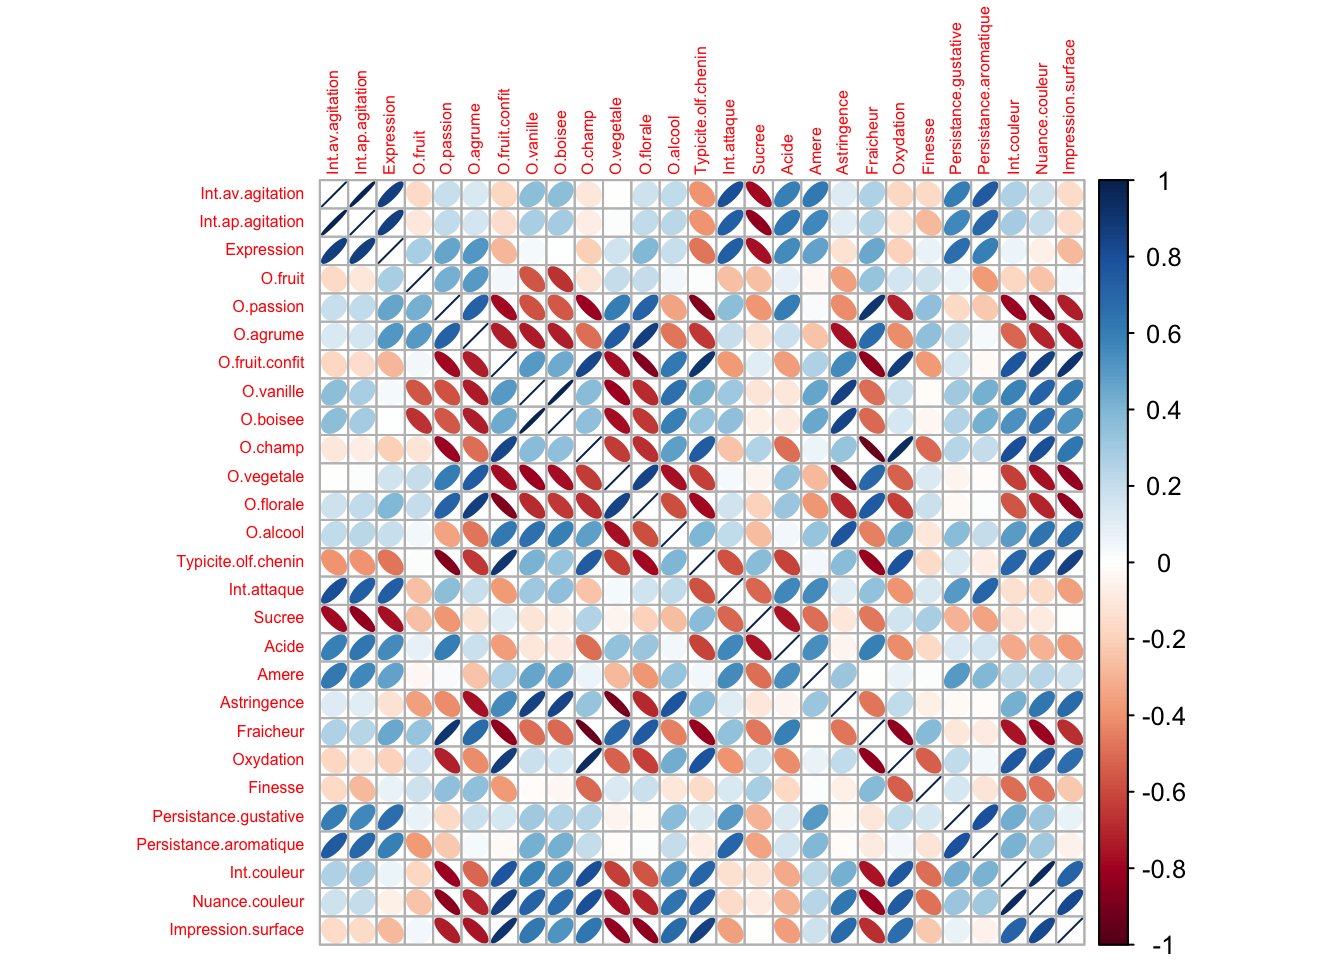 Int.av.agitation
Int.ap.agitation
Expression
O.fruit
O.passion
O.agrume
O.fruit.confit
O.vanille
O.boisee
O.champ
O.vegetale
O.florale
O.alcool
Typicite.olf.chenin
Int.attaque
Sucree
Acide
Amere
Astringence
Fraicheur
Oxydation
Finesse
Persistance.gustative
Persistance.aromatique
Int.couleur
Nuance.couleur
Impression.surface
Int.av.agitation
Int.ap.agitation
Expression
O.fruit
O.passion
O.agrume
O.fruit.confit
O.vanille
O.boisee
O.champ
O.vegetale
O.florale
O.alcool
Typicite.olf.chenin
Int.attaque
Sucree
Acide
Amere
Astringence
Fraicheur
Oxydation
Finesse
Persistance.gustative
Persistance.aromatique
Int.couleur
Nuance.couleur
Impression.surface
1
0.8
0.6
0.4
0.2
0
-0.2
-0.4
-0.6
-0.8
-1